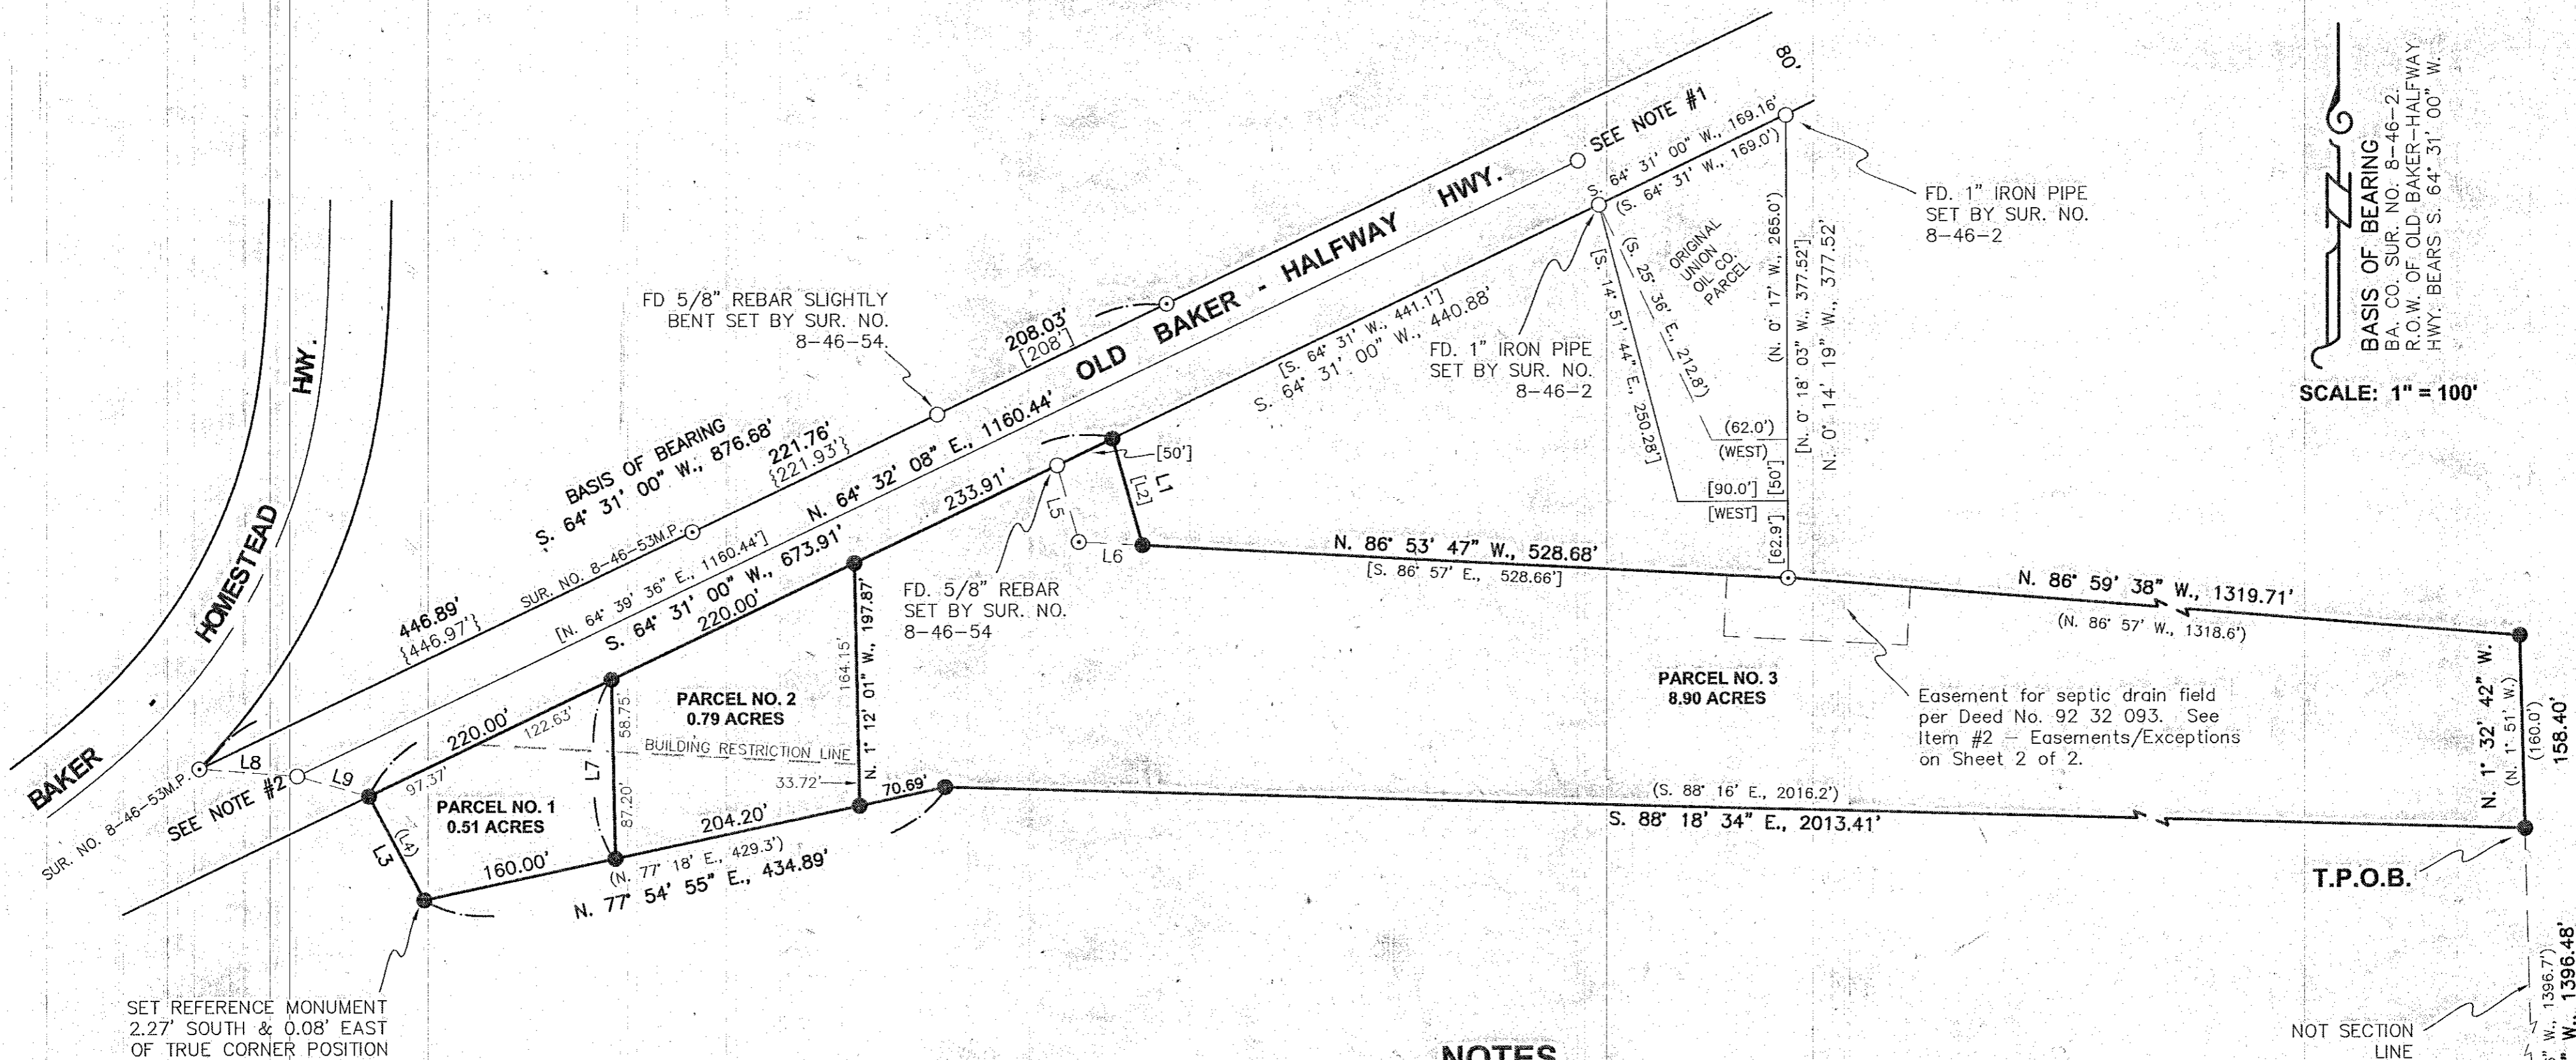 80'
SEE NOTE #1
S. 64° 31' 00" W., 169.16'
(S. 64° 31' W., 169.0')
FD. 1" IRON PIPE
SET BY SUR. NO.
8-46-2
BASIS OF BEARING
BA. CO. SUR. NO. 8-46-2.
R.O.W. OF OLD BAKER-HALFWAY
HWY. BEARS S. 64° 31' 00" W.
SCALE: 1" = 100'
ORIGINAL
UNION
OIL CO.
PARCEL
(N. 0° 17' W., 265.0')
[N. 0° 18' 03" W., 377.52']
N. 0° 14' 19" W., 377.52'
(S. 25° 36' E., 212.8')
[S. 14° 51' 44" E., 250.28']
(62.0')
(WEST)
[50']
[90.0']
[WEST]
[62.9']
FD. 1" IRON PIPE
SET BY SUR. NO.
8-46-2
OLD BAKER - HALFWAY HWY.
[S. 64° 31' W., 441.1']
S. 64° 31' 00" W., 440.88'
FD 5/8" REBAR SLIGHTLY
BENT SET BY SUR. NO.
8-46-54.
208.03'
[208']
BASIS OF BEARING
S. 64° 31' 00" W., 876.68'
221.76'
{221.93'}
N. 64° 32' 08" E., 1160.44'
[N. 64° 39' 36" E., 1160.44']
SUR. NO. 8-46-53M.P.
446.89'
{446.97'}
S. 64° 31' 00" W., 673.91'
233.91'
220.00'
[50']
L1
[L2]
L5
L6
FD. 5/8" REBAR
SET BY SUR. NO.
8-46-54
N. 86° 53' 47" W., 528.68'
[S. 86° 57' E., 528.66']
N. 86° 59' 38" W., 1319.71'
(N. 86° 57' W., 1318.6')
HWY.
HOMESTEAD
BAKER
SUR. NO. 8-46-53M.P.
SEE NOTE #2
L8
L9
220.00'
122.63'
97.37'
L3
(L4)
PARCEL NO. 1
0.51 ACRES
L7
58.75'
87.20'
PARCEL NO. 2
0.79 ACRES
BUILDING RESTRICTION LINE
164.15'
N. 1° 12' 01" W., 197.87'
33.72'
70.69'
160.00'
204.20'
(N. 77° 18' E., 429.3')
N. 77° 54' 55" E., 434.89'
PARCEL NO. 3
8.90 ACRES
Easement for septic drain field
per Deed No. 92 32 093. See
Item #2 - Easements/Exceptions
on Sheet 2 of 2.
(S. 88° 16' E., 2016.2')
S. 88° 18' 34" E., 2013.41'
N. 1° 32' 42" W.
(N. 1° 51' W.)
(160.0')
158.40'
T.P.O.B.
SET REFERENCE MONUMENT
2.27' SOUTH & 0.08' EAST
OF TRUE CORNER POSITION
NOTES
NOT SECTION
LINE
W., 1396.7')
W., 1396.48'